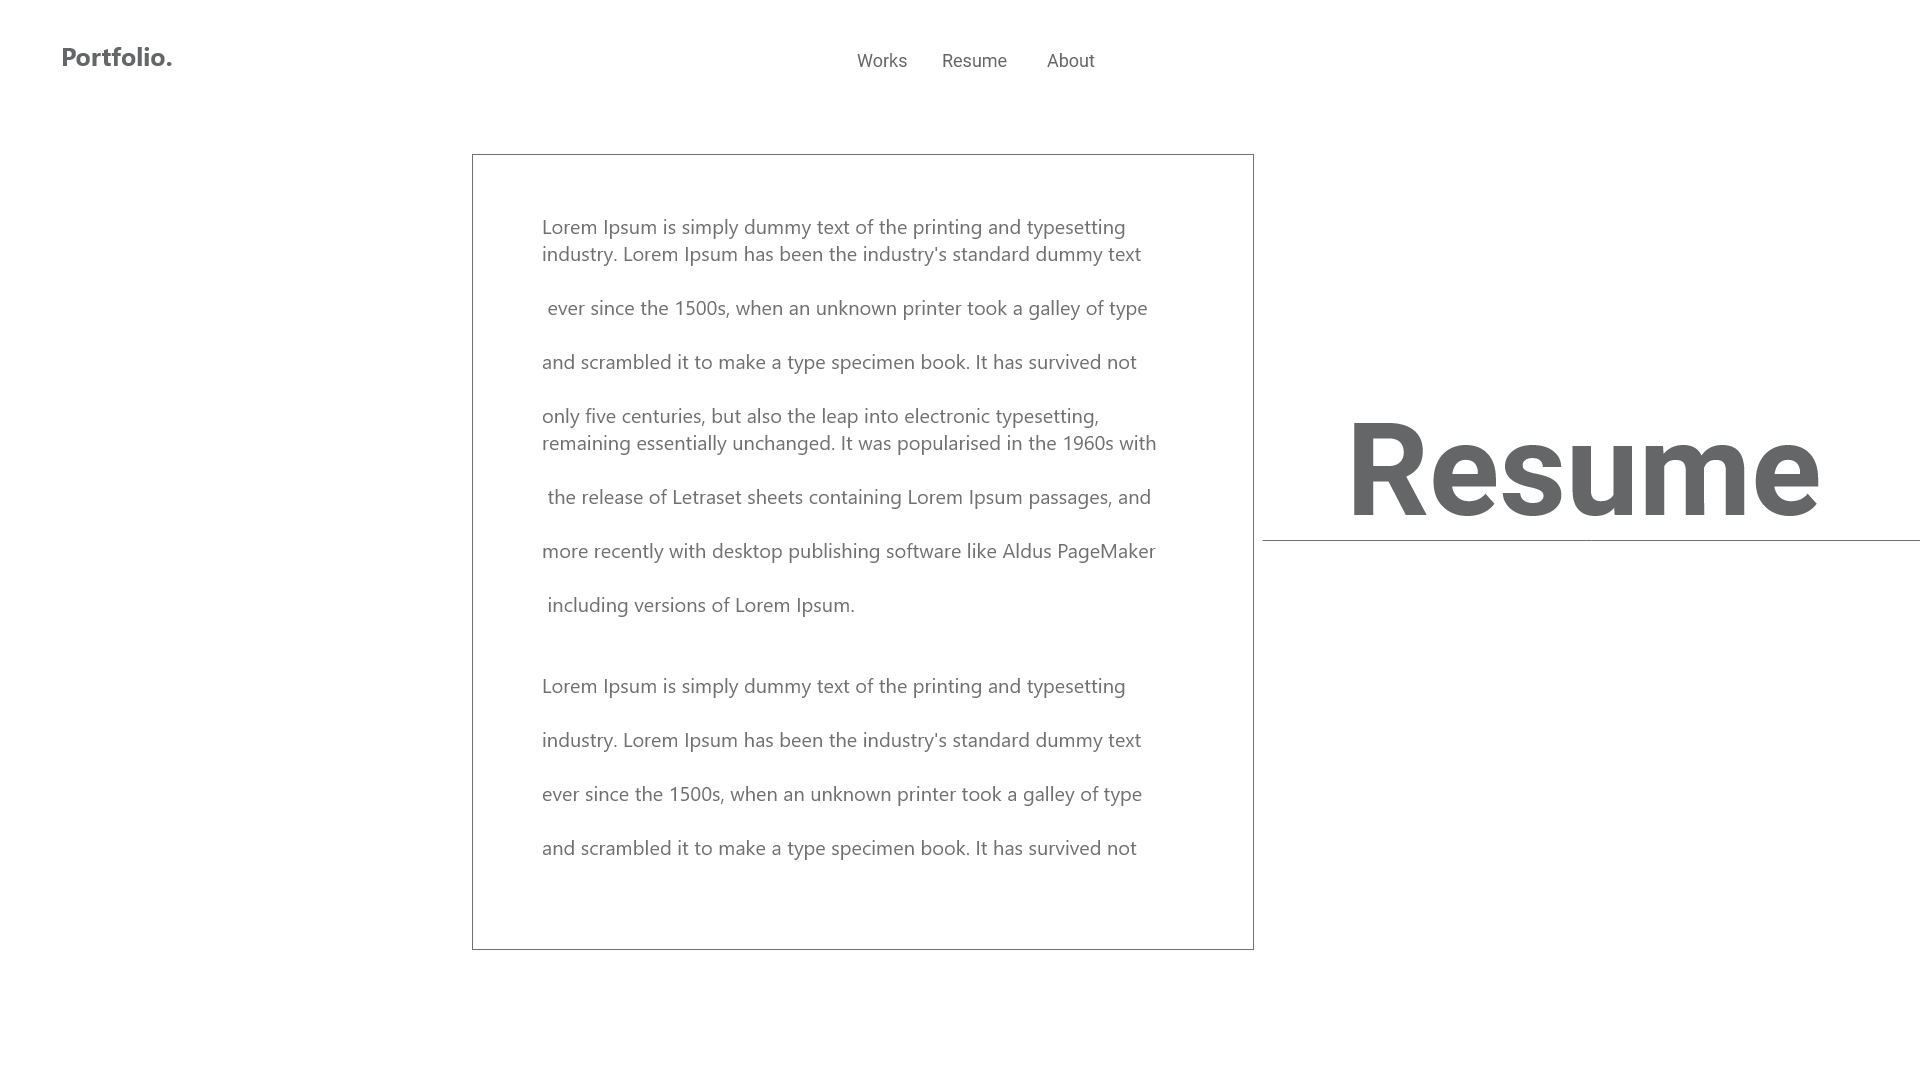 Portfolio.
Works Resume About
Lorem Ipsum is simply dummy text of the printing and typesetting
industry. Lorem Ipsum has been the industry's standard dummy text
ever since the 1500s, when an unknown printer took a galley of type
and scrambled it to make a type specimen book. It has survived not
only five centuries, but also the leap into electronic typesetting,
remaining essentially unchanged. It was popularised in the 1960s with
the release of Letraset sheets containing Lorem Ipsum passages, and
more recently with desktop publishing software like Aldus PageMaker
including versions of Lorem Ipsum.
Lorem Ipsum is simply dummy text of the printing and typesetting
industry. Lorem Ipsum has been the industry's standard dummy text
ever since the 1500s, when an unknown printer took a galley of type
and scrambled it to make a type specimen book. It has survived not
Resume